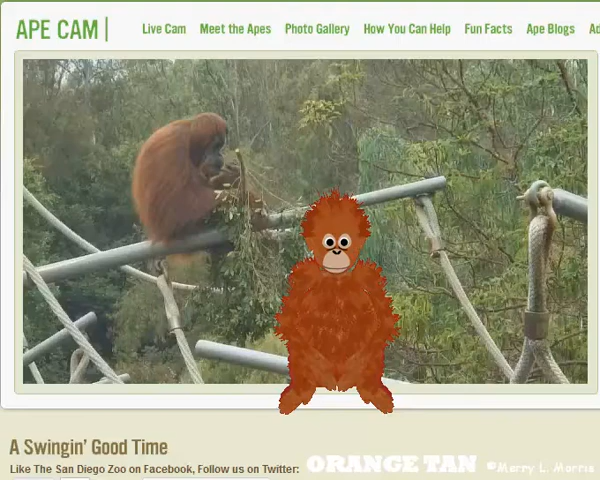 APE CAM
Live Cam Meet the Apes Photo Gallery How You Can Help Fun Facts Ape Blogs Ad
A Swingin' Good Time
Like The San Diego Zoo on Facebook, Follow us on Twitter:
ORANGE TAN ©Marry L. Morris